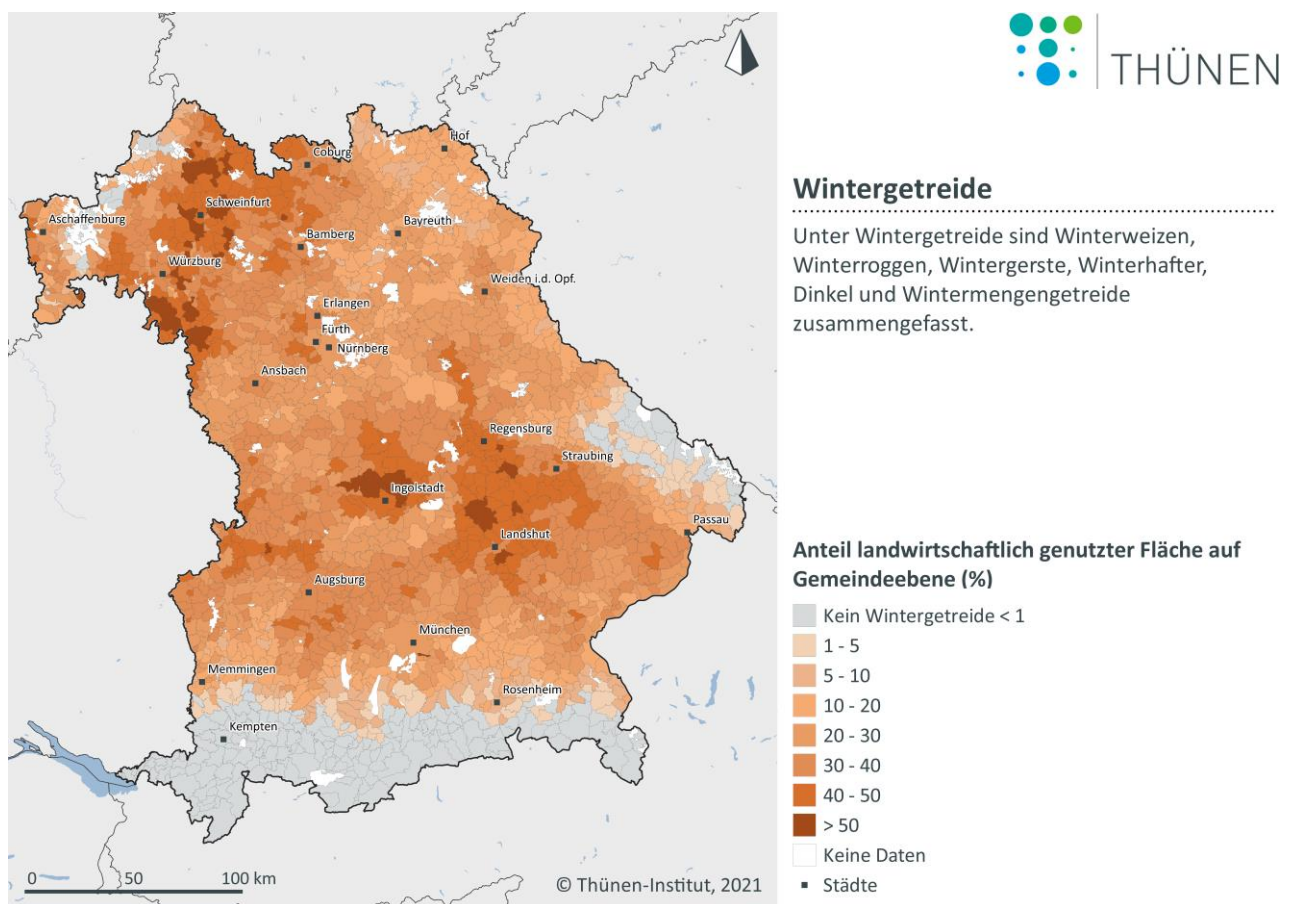 THÜNEN
Hof
Coburg
Schweinfurt
Aschaffenburg
Bayreuth
Bamberg
Würzburg
Weiden i.d. Opf.
Erlangen
Fürth
Nürnberg
Ansbach
Regensburg
Straubing
Ingolstadt
Passau
Landshut
Augsburg
München
Memmingen
Rosenheim
Kempten
0 50 100 km
© Thünen-Institut, 2021
Wintergetreide
Unter Wintergetreide sind Winterweizen,
Winterroggen, Wintergerste, Winterhafter,
Dinkel und Wintermengengetreide
zusammengefasst.
Anteil landwirtschaftlich genutzter Fläche auf
Gemeindeebene (%)
Kein Wintergetreide < 1
1 - 5
5 - 10
10 - 20
20 - 30
30 - 40
40 - 50
> 50
Keine Daten
Städte